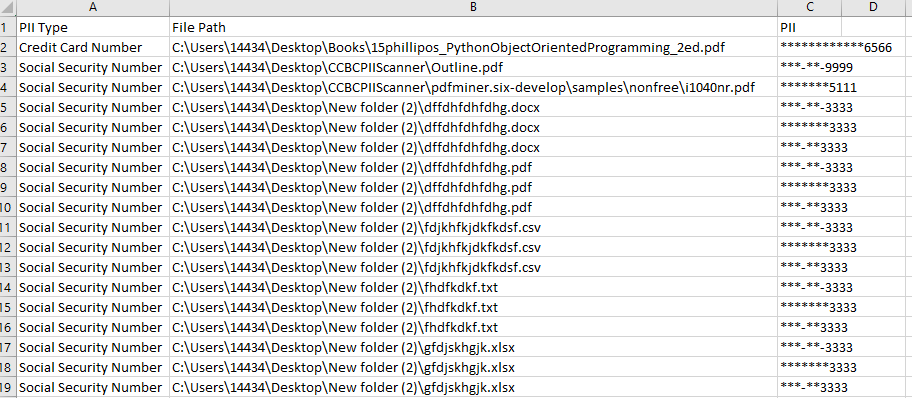 A B C D
1 PII Type File Path PII
2 Credit Card Number C:\Users\14434\Desktop\Books\15phillipos_PythonObjectOrientedProgramming_2ed.pdf ************6566
3 Social Security Number C:\Users\14434\Desktop\CCBCPIIScanner\Outline.pdf ***-**-9999
4 Social Security Number C:\Users\14434\Desktop\CCBCPIIScanner\pdfminer.six-develop\samples\nonfree\i1040nr.pdf *******5111
5 Social Security Number C:\Users\14434\Desktop\New folder (2)\dffdhfdhfdhg.docx ***-**-3333
6 Social Security Number C:\Users\14434\Desktop\New folder (2)\dffdhfdhfdhg.docx *******3333
7 Social Security Number C:\Users\14434\Desktop\New folder (2)\dffdhfdhfdhg.docx ***-**3333
8 Social Security Number C:\Users\14434\Desktop\New folder (2)\dffdhfdhfdhg.pdf ***-**-3333
9 Social Security Number C:\Users\14434\Desktop\New folder (2)\dffdhfdhfdhg.pdf *******3333
10 Social Security Number C:\Users\14434\Desktop\New folder (2)\dffdhfdhfdhg.pdf ***-**3333
11 Social Security Number C:\Users\14434\Desktop\New folder (2)\fdjkhfkjdkfkdsf.csv ***-**-3333
12 Social Security Number C:\Users\14434\Desktop\New folder (2)\fdjkhfkjdkfkdsf.csv *******3333
13 Social Security Number C:\Users\14434\Desktop\New folder (2)\fdjkhfkjdkfkdsf.csv ***-**3333
14 Social Security Number C:\Users\14434\Desktop\New folder (2)\fhdfkdkf.txt ***-**-3333
15 Social Security Number C:\Users\14434\Desktop\New folder (2)\fhdfkdkf.txt *******3333
16 Social Security Number C:\Users\14434\Desktop\New folder (2)\fhdfkdkf.txt ***-**3333
17 Social Security Number C:\Users\14434\Desktop\New folder (2)\gfdjskhgjk.xlsx ***-**-3333
18 Social Security Number C:\Users\14434\Desktop\New folder (2)\gfdjskhgjk.xlsx *******3333
19 Social Security Number C:\Users\14434\Desktop\New folder (2)\gfdjskhgjk.xlsx ***-**3333